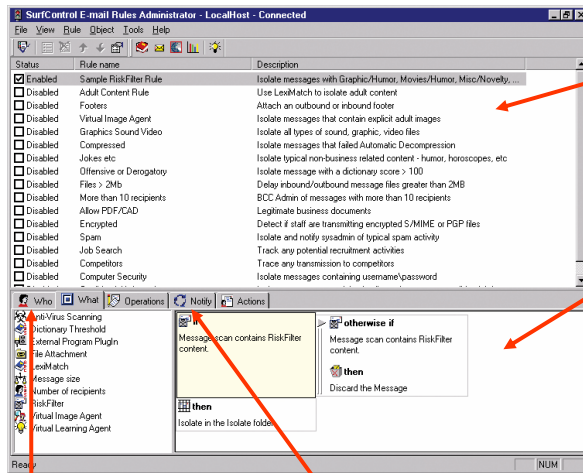 SurfControl E-mail Rules Administrator - LocalHost - Connected
File View Rule Object Tools Help
Status Rule name Description
Enabled Sample RiskFilter Rule Isolate messages with Graphic/Humor, Movies/Humor, Misc/Novelty, ...
Disabled Adult Content Rule Use LexiMatch to isolate adult content
Disabled Footers Attach an outbound or inbound footer
Disabled Virtual Image Agent Isolate messages that contain explicit adult images
Disabled Graphics Sound Video Isolate all types of sound, graphic, video files
Disabled Compressed Isolate messages that failed Automatic Decompression
Disabled Jokes etc Isolate typical non-business related content - humor, horoscopes, etc
Disabled Offensive or Derogatory Isolate message with a dictionary score > 100
Disabled Files > 2Mb Delay inbound/outbound message files greater than 2MB
Disabled More than 10 recipients BCC Admin of messages with more than 10 recipients
Disabled Allow PDF/CAD Legitimate business documents
Disabled Encrypted Detect if staff are transmitting encrypted S/MIME or PGP files
Disabled Spam Isolate and notify sysadmin of typical spam activity
Disabled Job Search Track any potential recruitment activities
Disabled Competitors Trace any transmission to competitors
Disabled Computer Security Isolate messages containing username\password
Who What Operations Notify Actions
Anti-Virus Scanning
Dictionary Threshold
External Program PlugIn
File Attachment
LexiMatch
Message size
Number of recipients
RiskFilter
Virtual Image Agent
Virtual Learning Agent
If
Message scan contains RiskFilter
content.
then
Isolate in the Isolate folder
otherwise if
Message scan contains RiskFilter
content.
then
Discard the Message
Ready NUM